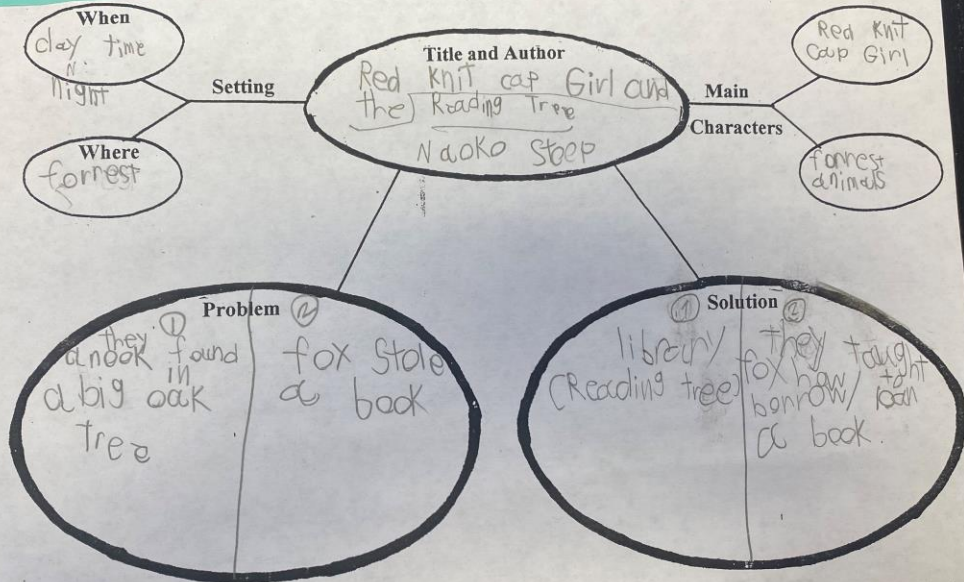 When
day time
N.
night
Setting
Where
forrest
Title and Author
Red Knit cap Girl and
the) Reading Tree
Naoko Stoop
Main
Characters
Red Knit
Cap Girl
forrest
animals
Problem
1
they found
a nook in
a big oak
tree
2
fox Stole
a book
Solution
1
library
(Reading tree)
2
they taught
fox how to
borrow/loan
a book.